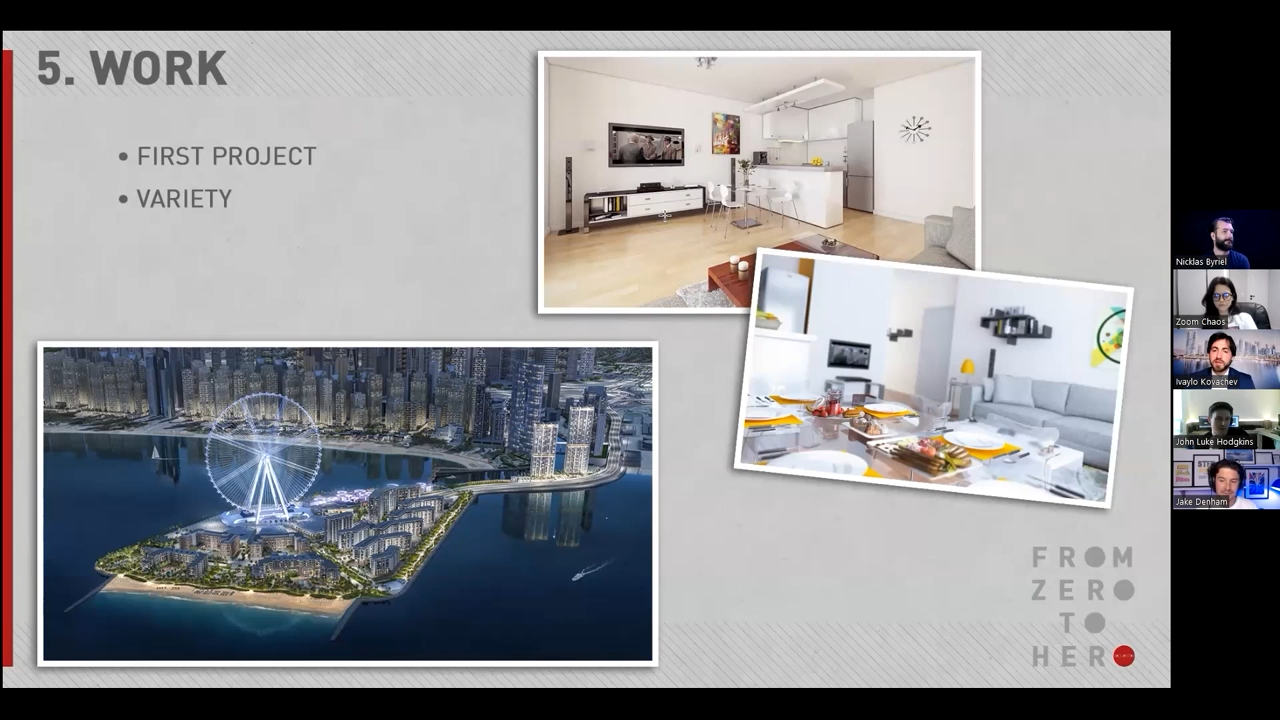 5. WORK
• FIRST PROJECT
• VARIETY
FROM
ZERO
TO
HERO
Nicklas Byriel
Zoom Chaos
Ivaylo Kovachev
John Luke Hodgkins
Jake Denham